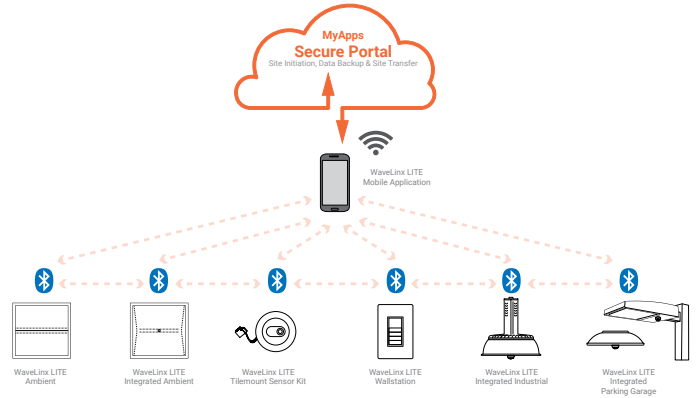 MyApps
Secure Portal
Site Initiation, Data Backup & Site Transfer
WaveLinx LITE
Mobile Application
WaveLinx LITE
Ambient
WaveLinx LITE
Integrated Ambient
WaveLinx LITE
Tilemount Sensor Kit
WaveLinx LITE
Wallstation
WaveLinx LITE
Integrated Industrial
WaveLinx LITE
Integrated
Parking Garage